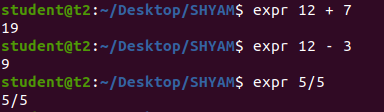 student@t2:~/Desktop/SHYAM$ expr 12 + 7
19
student@t2:~/Desktop/SHYAM$ expr 12 - 3
9
student@t2:~/Desktop/SHYAM$ expr 5/5
5/5